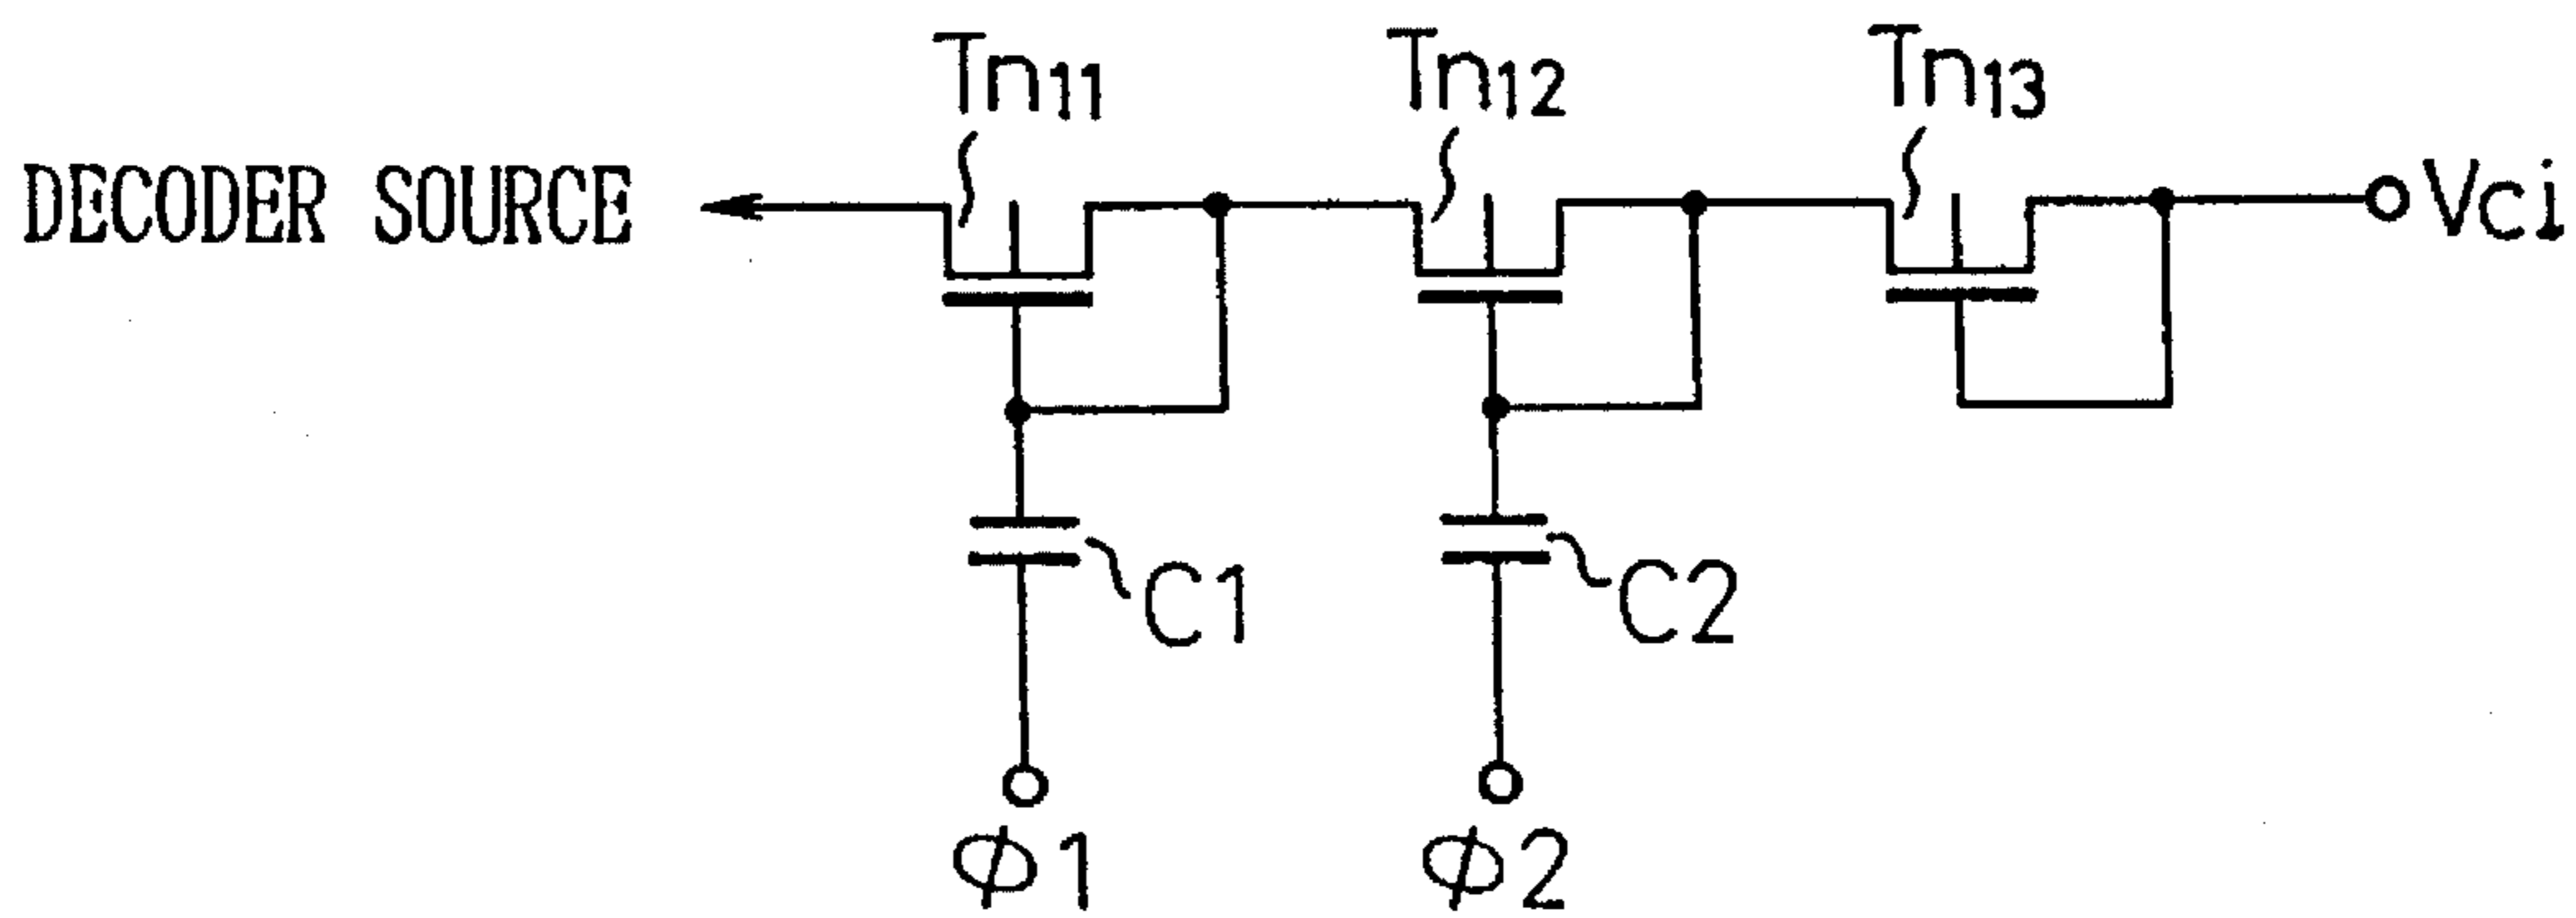 Tn11
Tn12
Tn13
DECODER SOURCE
Vci
C1
C2
φ1
φ2